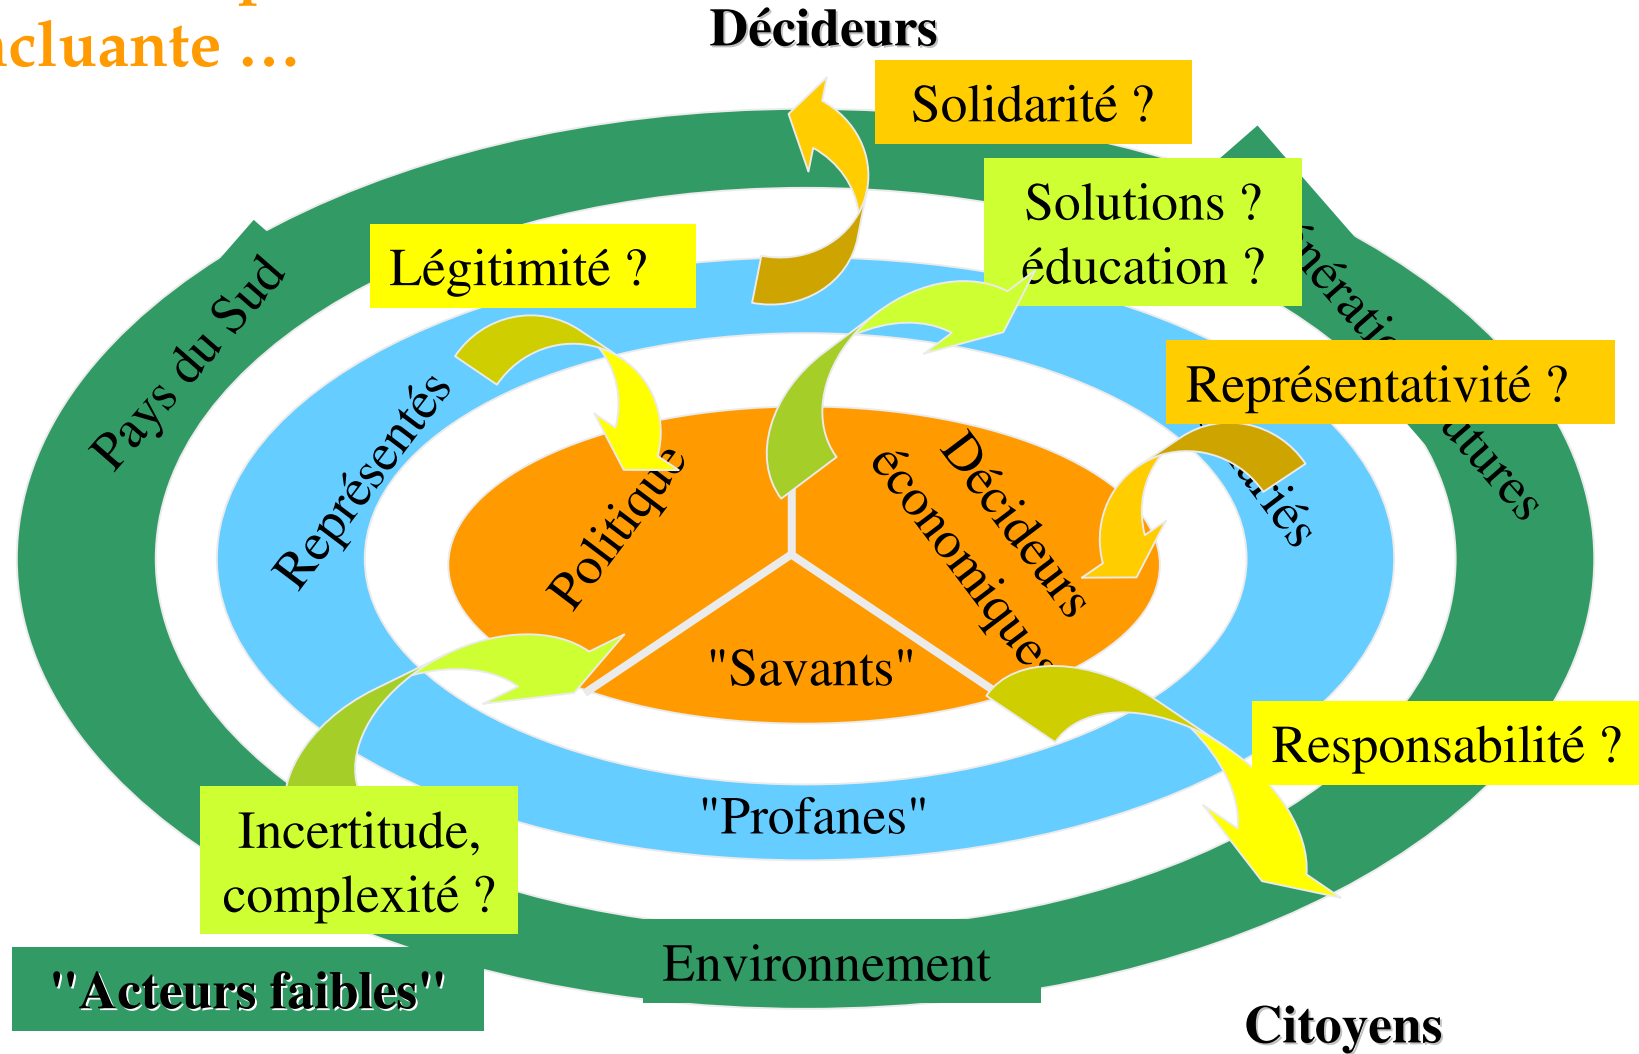 Décideurs
ncluante …
Solidarité ?
Solutions ?
éducation ?
Légitimité ?
Pays du Sud
Représentés
Représentativité ?
Politique
Décideurs
économiques
"Savants"
Responsabilité ?
"Profanes"
Incertitude,
complexité ?
Environnement
"Acteurs faibles"
Citoyens